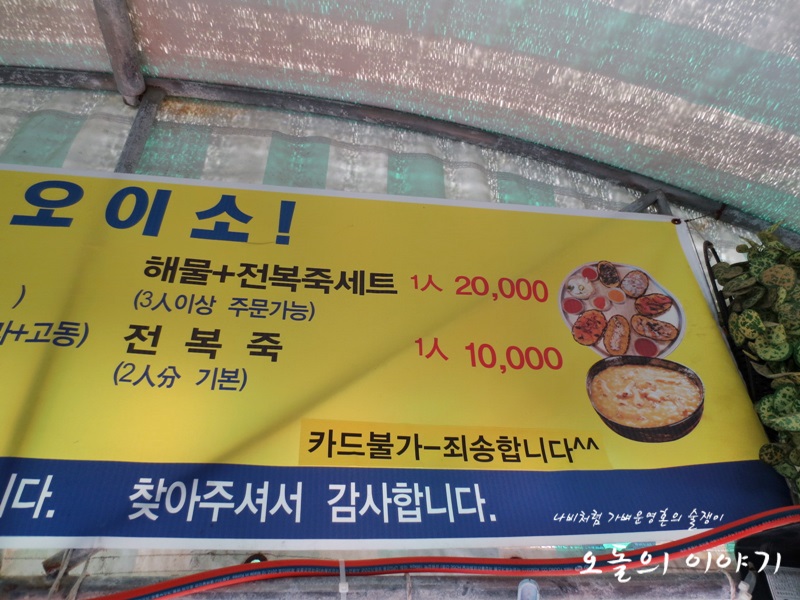 오이소!
해물+전복죽세트 1人 20,000
)
(3人이상 주문가능)
+고동)
전복죽 1人 10,000
(2人分 기본)
카드불가-죄송합니다^^
니다. 찾아주셔서 감사합니다.
나비처럼 가벼운영혼의 술쟁이
오돌의 이야기